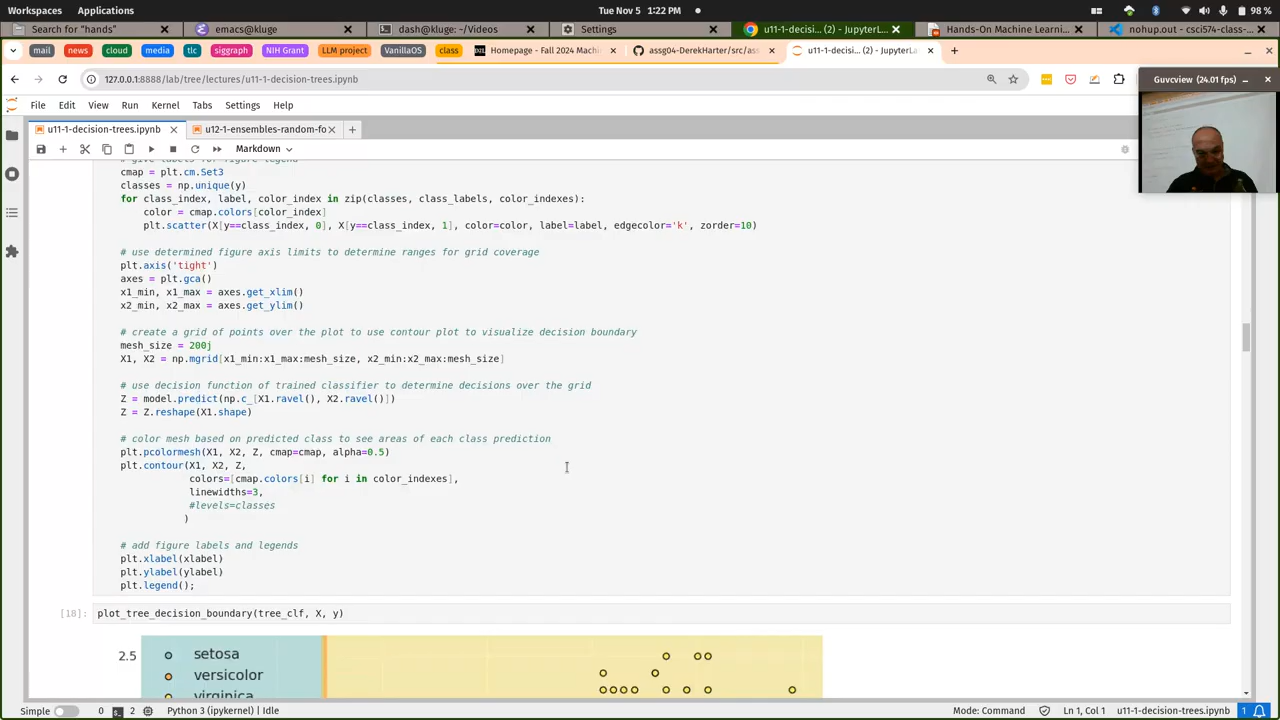 Workspaces Applications Tue Nov 5 1:22 PM 98 %
Search for "hands" emacs@kluge dash@kluge: ~/Videos Settings u11-1-decisi... (2) - JupyterLa... Hands-On Machine Learni... nohup.out - csci574-class-...
mail news cloud media tlc siggraph NIH Grant LLM project VanillaOS class Homepage - Fall 2024 Machin assg04-DerekHarter/src/ass u11-1-decisi... (2) - JupyterL
127.0.0.1:8888/lab/tree/lectures/u11-1-decision-trees.ipynb
Guvcview (24.01 fps)
File Edit View Run Kernel Tabs Settings Help
u11-1-decision-trees.ipynb u12-1-ensembles-random-fo
Markdown
# give labels for figure legend
cmap = plt.cm.Set3
classes = np.unique(y)
for class_index, label, color_index in zip(classes, class_labels, color_indexes):
color = cmap.colors[color_index]
plt.scatter(X[y==class_index, 0], X[y==class_index, 1], color=color, label=label, edgecolor='k', zorder=10)
# use determined figure axis limits to determine ranges for grid coverage
plt.axis('tight')
axes = plt.gca()
x1_min, x1_max = axes.get_xlim()
x2_min, x2_max = axes.get_ylim()
# create a grid of points over the plot to use contour plot to visualize decision boundary
mesh_size = 200j
X1, X2 = np.mgrid[x1_min:x1_max:mesh_size, x2_min:x2_max:mesh_size]
# use decision function of trained classifier to determine decisions over the grid
Z = model.predict(np.c_[X1.ravel(), X2.ravel()])
Z = Z.reshape(X1.shape)
# color mesh based on predicted class to see areas of each class prediction
plt.pcolormesh(X1, X2, Z, cmap=cmap, alpha=0.5)
plt.contour(X1, X2, Z,
colors=[cmap.colors[i] for i in color_indexes],
linewidths=3,
#levels=classes
)
# add figure labels and legends
plt.xlabel(xlabel)
plt.ylabel(ylabel)
plt.legend();
[18]: plot_tree_decision_boundary(tree_clf, X, y)
2.5 setosa
versicolor
virginica
Simple 0 2 Python 3 (ipykernel) | Idle Mode: Command Ln 1, Col 1 u11-1-decision-trees.ipynb 1